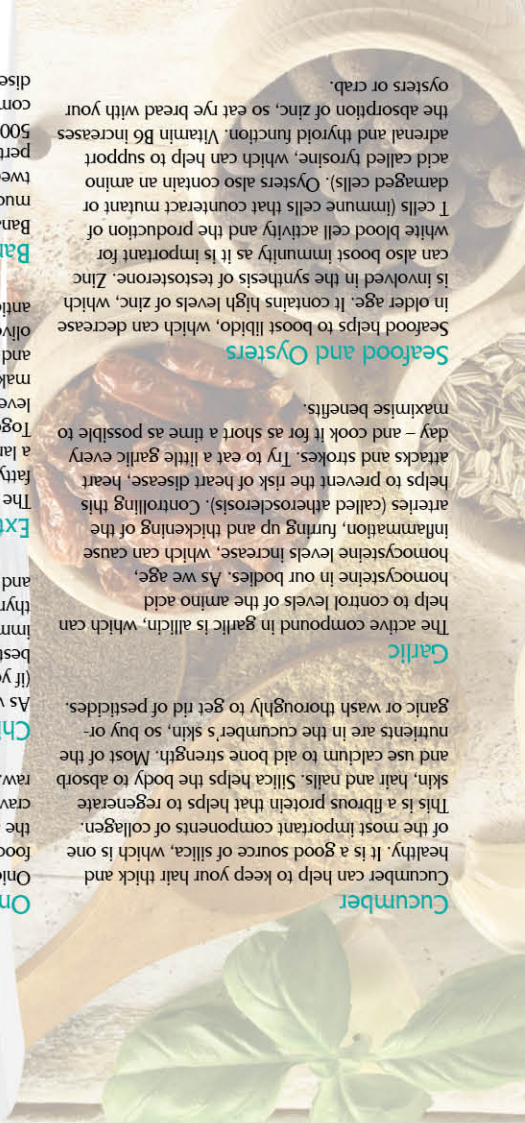 Cucumber
Cucumber can help to keep your hair thick and
healthy. It is a good source of silica, which is one
of the most important components of collagen.
This is a fibrous protein that helps to regenerate
skin, hair and nails. Silica helps the body to absorb
and use calcium to aid bone strength. Most of the
nutrients are in the cucumber's skin, so buy or-
ganic or wash thoroughly to get rid of pesticides.
Garlic
The active compound in garlic is allicin, which can
help to control levels of the amino acid
homocysteine in our bodies. As we age,
homocysteine levels increase, which can cause
inflammation, furring up and thickening of the
arteries (called atherosclerosis). Controlling this
helps to prevent the risk of heart disease, heart
attacks and strokes. Try to eat a little garlic every
day – and cook it for as short a time as possible to
maximise benefits.
Seafood and Oysters
Seafood helps to boost libido, which can decrease
in older age. It contains high levels of zinc, which
is involved in the synthesis of testosterone. Zinc
can also boost immunity as it is important for
white blood cell activity and the production of
T cells (immune cells that counteract mutant or
damaged cells). Oysters also contain an amino
acid called tyrosine, which can help to support
adrenal and thyroid function. Vitamin B6 increases
the absorption of zinc, so eat rye bread with your
oysters or crab.
food
the
raw.
As
(if
best
and
The
fatty
a
and
500